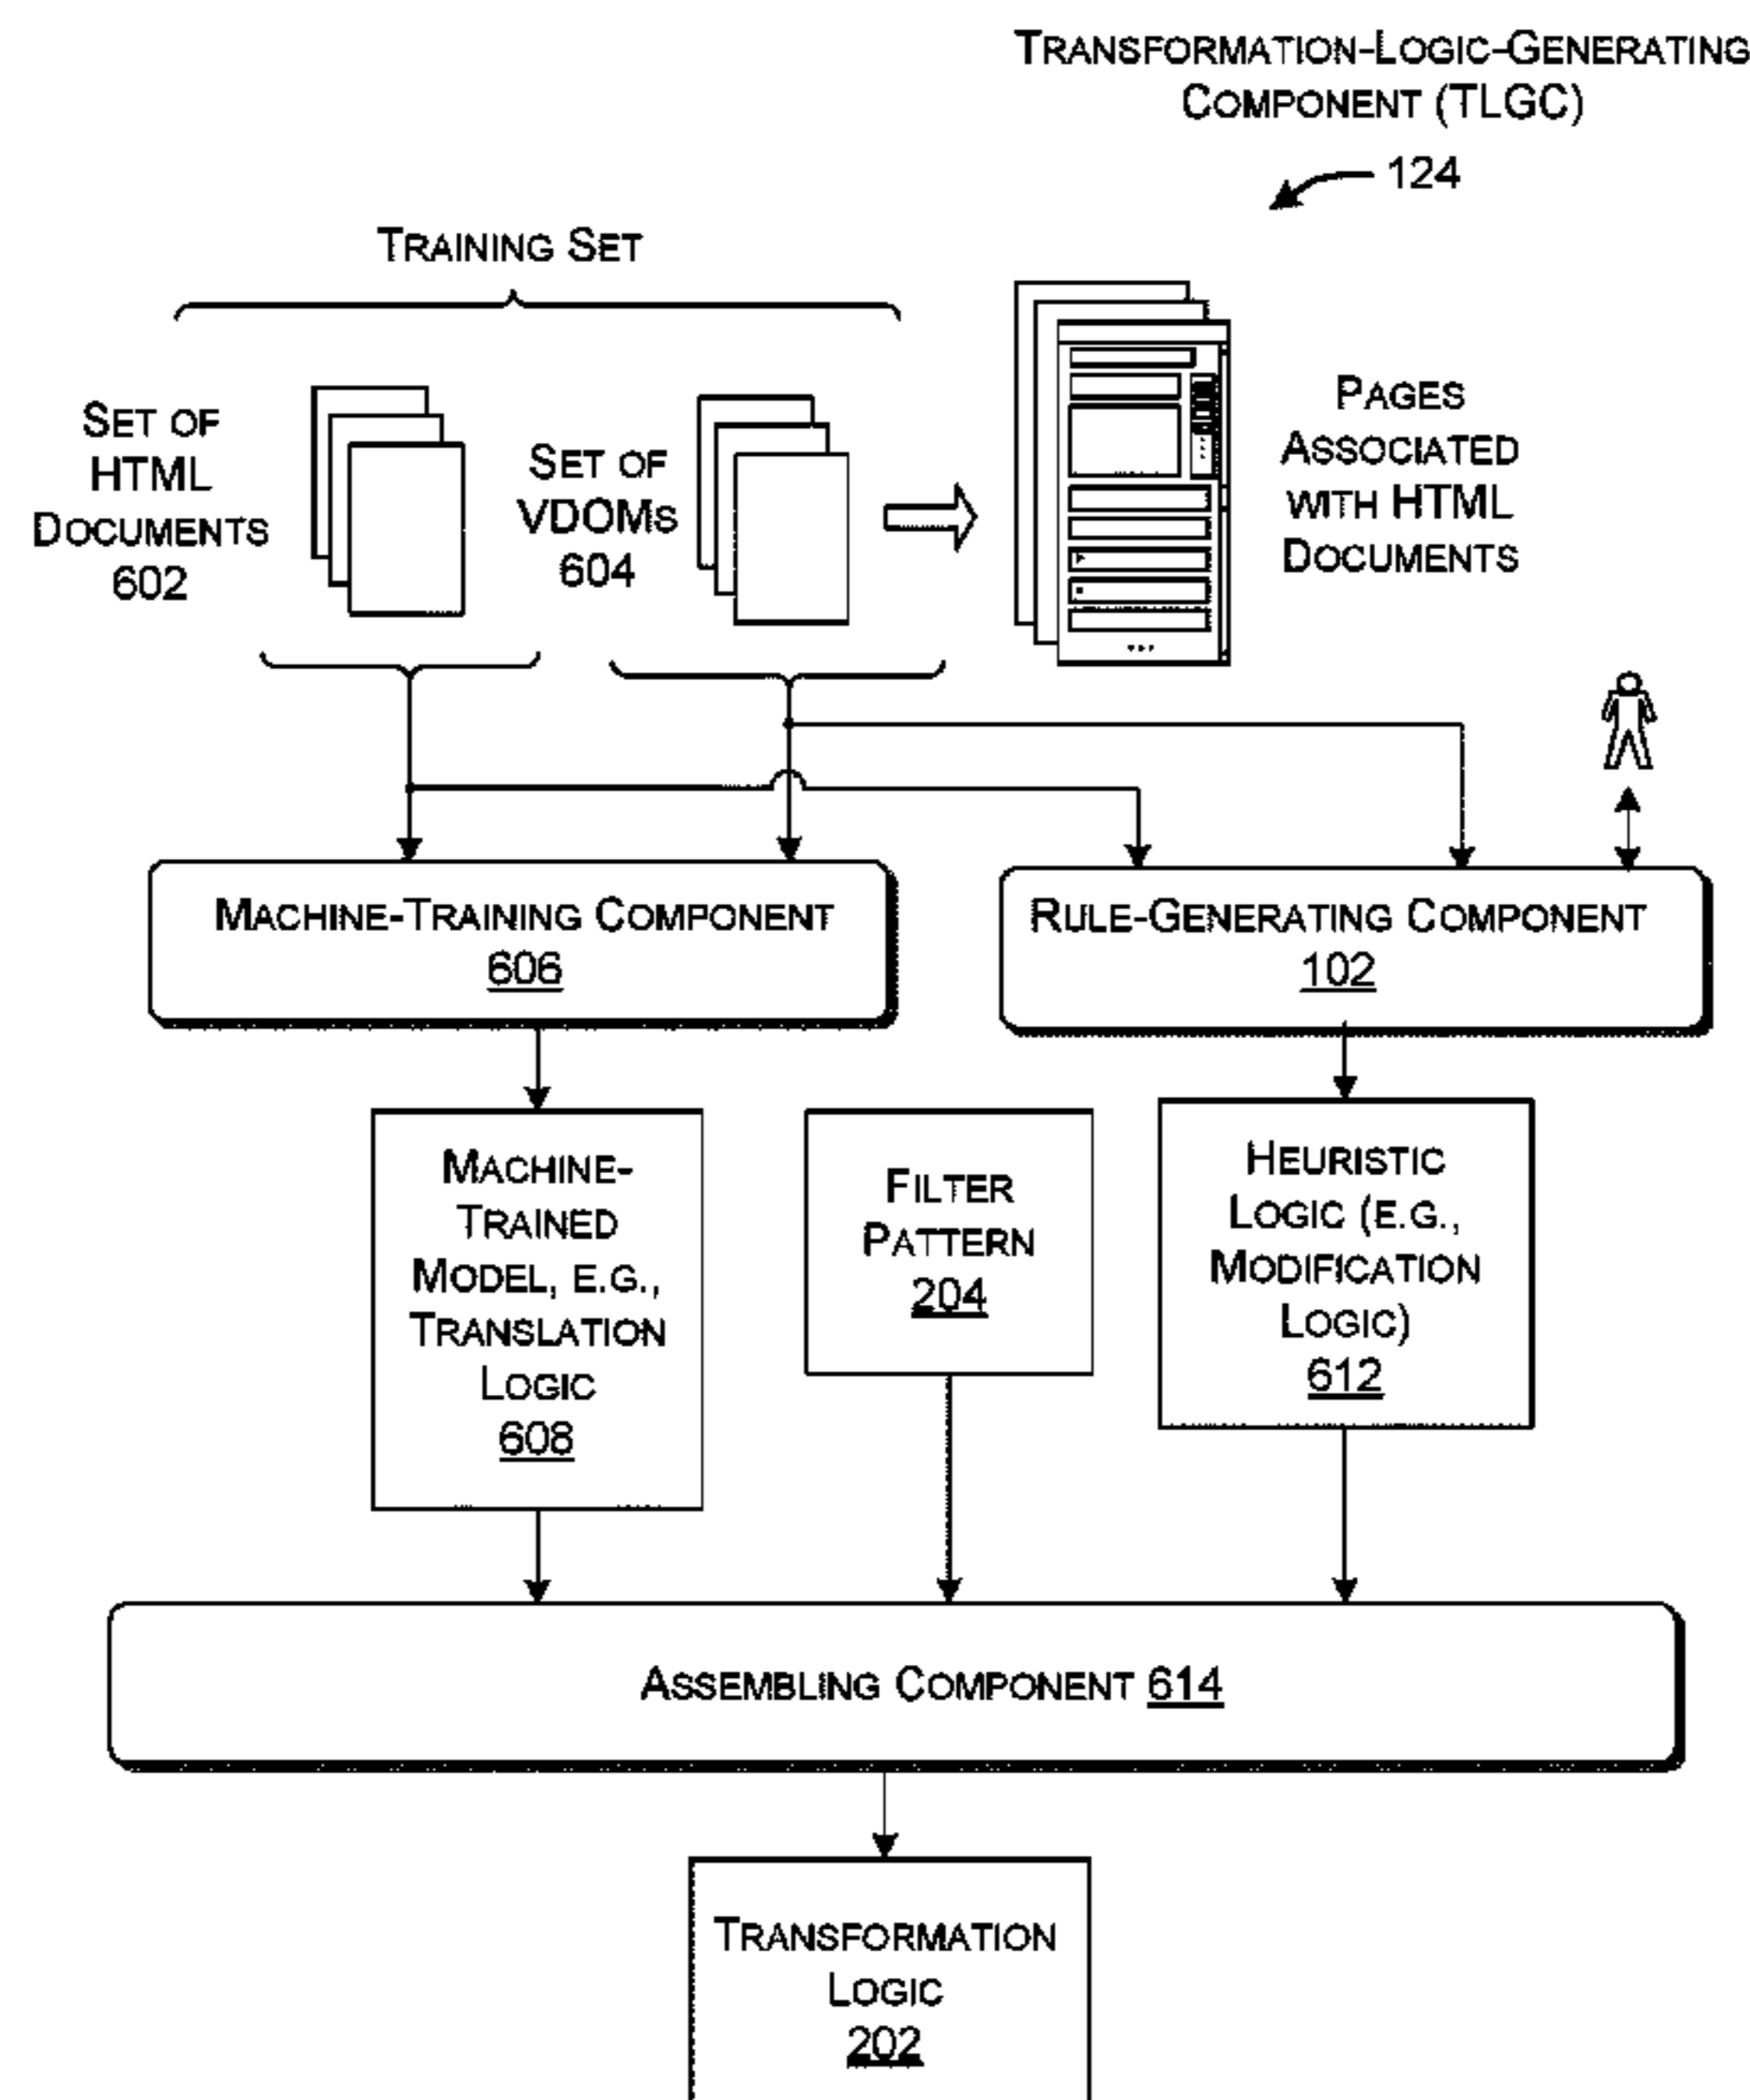 TRANSFORMATION-LOGIC-GENERATING
COMPONENT (TLGC)
124
TRAINING SET
SET OF
HTML
DOCUMENTS
602
SET OF
VDOMS
604
PAGES
ASSOCIATED
WITH HTML
DOCUMENTS
MACHINE-TRAINING COMPONENT
606
RULE-GENERATING COMPONENT
102
MACHINE-
TRAINED
MODEL, E.G.,
TRANSLATION
LOGIC
608
FILTER
PATTERN
204
HEURISTIC
LOGIC (E.G.,
MODIFICATION
LOGIC)
612
ASSEMBLING COMPONENT 614
TRANSFORMATION
LOGIC
202